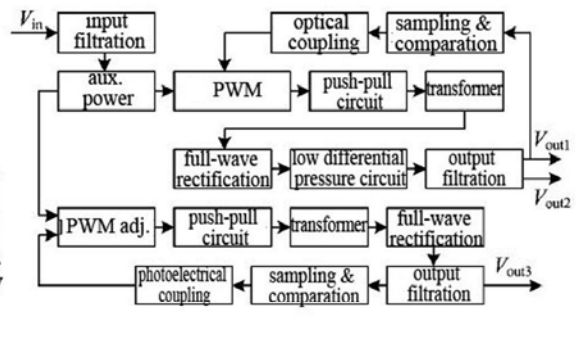 Vin
input
filtration
optical
coupling
sampling &
comparation
aux.
power
PWM
push-pull
circuit
transformer
full-wave
rectification
low differential
pressure circuit
output
filtration
Vout1
Vout2
PWM adj.
push-pull
circuit
transformer
full-wave
rectification
photoelectrical
coupling
sampling &
comparation
output
filtration
Vout3